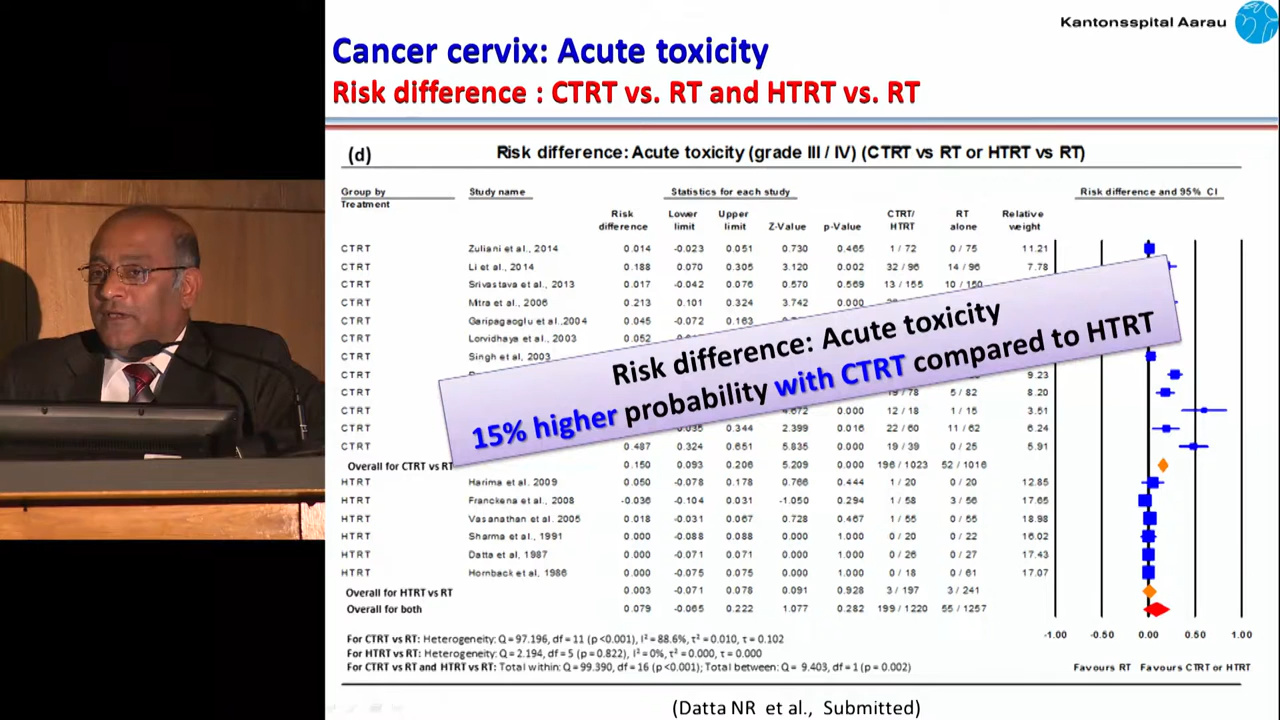 Kantonsspital Aarau
Cancer cervix: Acute toxicity
Risk difference : CTRT vs. RT and HTRT vs. RT
(d) Risk difference: Acute toxicity (grade III / IV) (CTRT vs RT or HTRT vs RT)
Group by Treatment Study name Statistics for each study Risk difference and 95% CI
Risk difference Lower limit Upper limit Z-Value p-Value CTRT/ HTRT RT alone Relative weight
CTRT Zuliani et al., 2014 0.014 -0.023 0.051 0.730 0.465 1 / 72 0 / 75 11.21
CTRT Li et al., 2014 0.188 0.070 0.305 3.120 0.002 32 / 96 14 / 96 7.78
CTRT Srivastava et al., 2013 0.017 -0.042 0.076 0.570 0.569 13 / 155 10 / 150
CTRT Mitra et al., 2006 0.213 0.101 0.324 3.742 0.000
CTRT Garipagaoglu et al.,2004 0.045 -0.072 0.163
CTRT Lorvidhaya et al., 2003 0.052
CTRT Singh et al., 2003
CTRT 9.23
CTRT 19 / 78 5 / 82 8.20
CTRT 4.672 0.000 12 / 18 1 / 15 3.51
CTRT 0.035 0.344 2.399 0.016 22 / 60 11 / 62 6.24
CTRT 0.487 0.324 0.651 5.835 0.000 19 / 39 0 / 25 5.91
Overall for CTRT vs RT 0.150 0.093 0.206 5.209 0.000 196 / 1023 52 / 1016
HTRT Harima et al. 2009 0.050 -0.078 0.178 0.766 0.444 1 / 20 0 / 20 12.85
HTRT Franckena et al., 2008 -0.036 -0.104 0.031 -1.050 0.294 1 / 58 3 / 56 17.65
HTRT Vasanathan et al. 2005 0.018 -0.031 0.067 0.728 0.467 1 / 55 0 / 55 18.98
HTRT Sharma et al., 1991 0.000 -0.088 0.088 0.000 1.000 0 / 20 0 / 22 16.02
HTRT Datta et al, 1987 0.000 -0.071 0.071 0.000 1.000 0 / 26 0 / 27 17.43
HTRT Hornback et al, 1986 0.000 -0.075 0.075 0.000 1.000 0 / 18 0 / 61 17.07
Overall for HTRT vs RT 0.003 -0.071 0.078 0.091 0.928 3 / 197 3 / 241
Overall for both 0.079 -0.065 0.222 1.077 0.282 199 / 1220 55 / 1257
Risk difference: Acute toxicity
15% higher probability with CTRT compared to HTRT
-1.00 -0.50 0.00 0.50 1.00
Favours RT Favours CTRT or HTRT
For CTRT vs RT: Heterogeneity: Q = 97.196, df = 11 (p <0.001), I² = 88.6%, τ² = 0.010, τ = 0.102
For HTRT vs RT: Heterogeneity: Q = 2.194, df = 5 (p = 0.822), I² =0%, τ² = 0.000, τ = 0.000
For CTRT vs RT and HTRT vs RT: Total within: Q = 99.390, df = 16 (p <0.001); Total between: Q = 9.403, df = 1 (p = 0.002)
(Datta NR et al., Submitted)